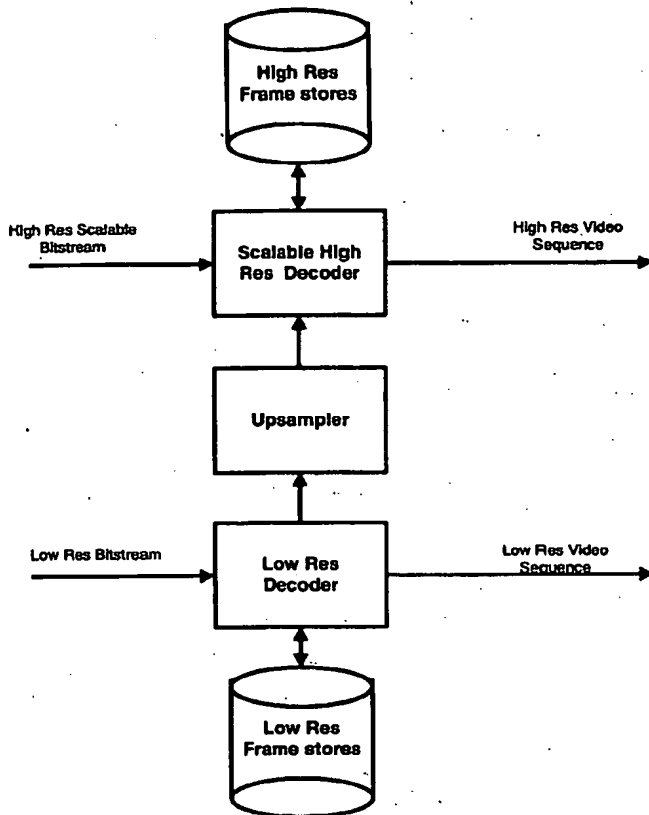 High Res
Frame stores
High Res Scalable
Bitstream
Scalable High
Res Decoder
High Res Video
Sequence
Upsampler
Low Res Bitstream
Low Res
Decoder
Low Res Video
Sequence
Low Res
Frame stores